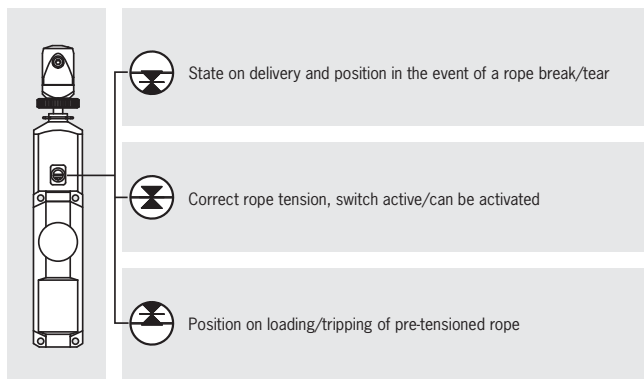 State on delivery and position in the event of a rope break/tear
Correct rope tension, switch active/can be activated
Position on loading/tripping of pre-tensioned rope